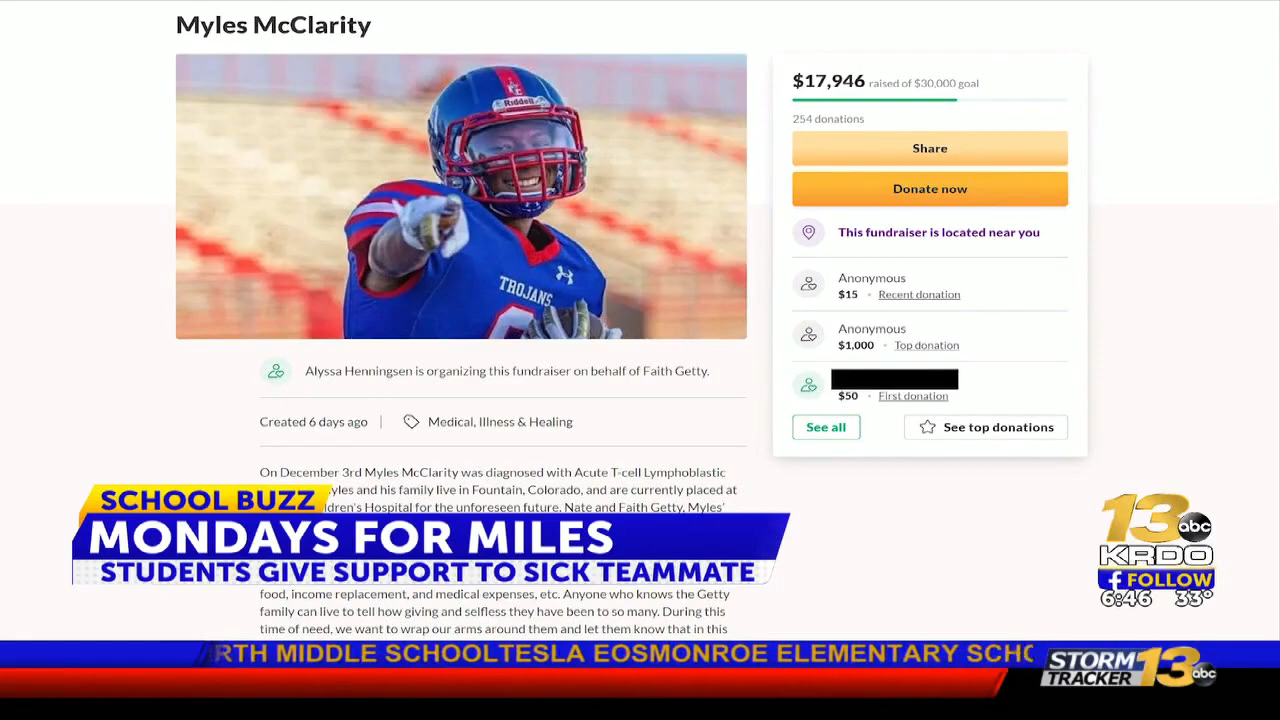 Myles McClarity
Riddell
TROJANS
$17,946 raised of $30,000 goal
254 donations
Share
Donate now
This fundraiser is located near you
Anonymous
$15 · Recent donation
Anonymous
$1,000 · Top donation
$50 · First donation
See all
See top donations
Alyssa Henningsen is organizing this fundraiser on behalf of Faith Getty.
Created 6 days ago | Medical, Illness & Healing
On December 3rd Myles McClarity was diagnosed with Acute T-cell Lymphoblastic
yles and his family live in Fountain, Colorado, and are currently placed at
ldren's Hospital for the unforeseen future. Nate and Faith Getty, Myles'
SCHOOL BUZZ
MONDAYS FOR MILES
STUDENTS GIVE SUPPORT TO SICK TEAMMATE
food, income replacement, and medical expenses, etc. Anyone who knows the Getty
family can live to tell how giving and selfless they have been to so many. During this
time of need, we want to wrap our arms around them and let them know that in this
13 abc
KRDO
f FOLLOW
6:46 33°
RTH MIDDLE SCHOOLTESLA EOSMONROE ELEMENTARY SCHO
STORM TRACKER 13 abc